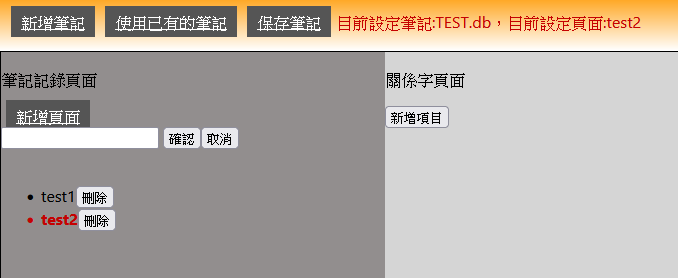 新增筆記 使用已有的筆記 保存筆記 目前設定筆記:TEST.db，目前設定頁面:test2
筆記記錄頁面
新增頁面
確認 取消
test1 刪除
test2 刪除
關係字頁面
新增項目